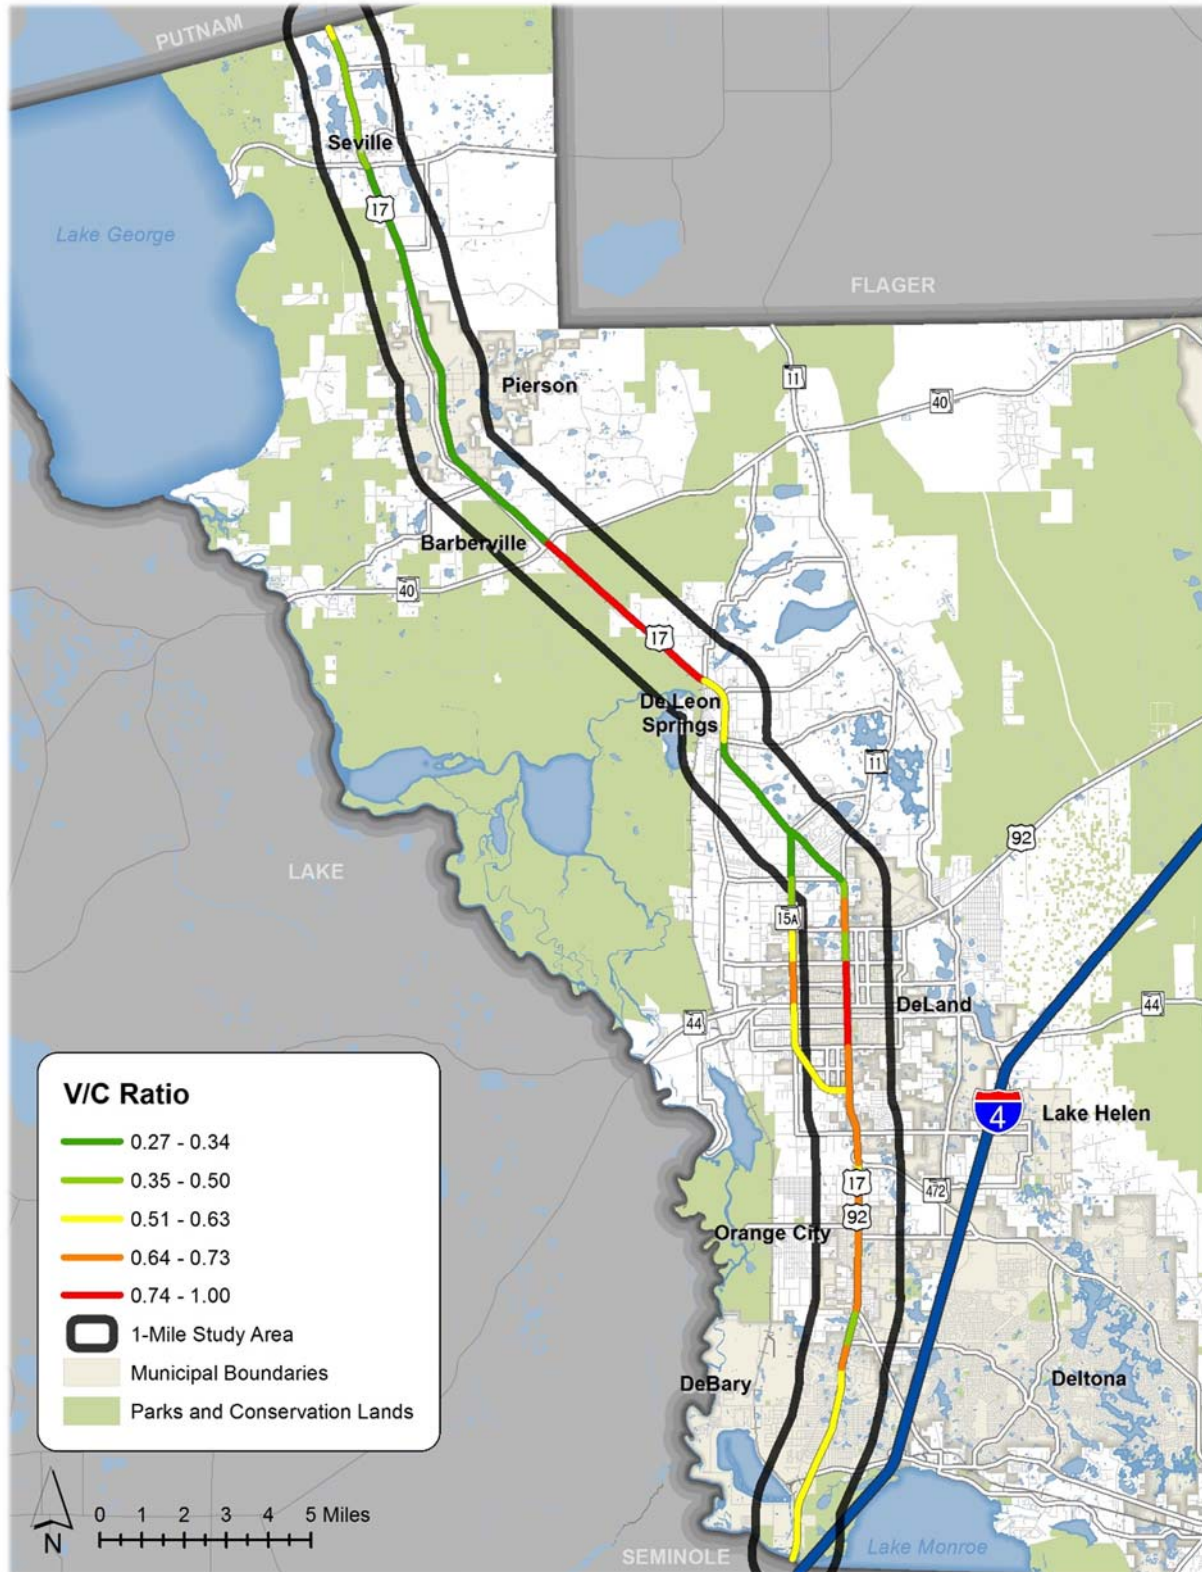 PUTNAM
Seville
17
Lake George
FLAGER
11
Pierson
40
Barberville
40
17
De Leon
Springs
11
92
LAKE
15A
DeLand
44
44
4
Lake Helen
17
472
92
Orange City
DeBary
Deltona
V/C Ratio
0.27 - 0.34
0.35 - 0.50
0.51 - 0.63
0.64 - 0.73
0.74 - 1.00
1-Mile Study Area
Municipal Boundaries
Parks and Conservation Lands
N
0 1 2 3 4 5 Miles
SEMINOLE
Lake Monroe